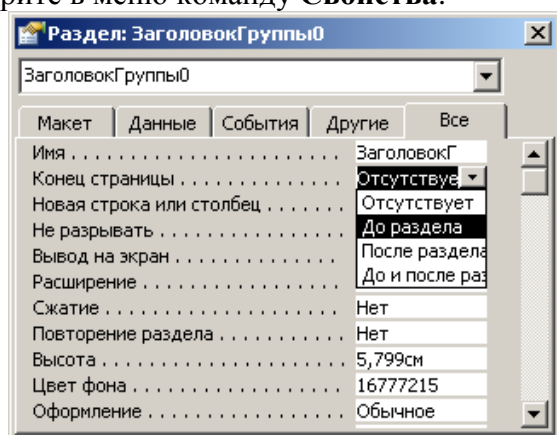 рите в меню команду Свойства.
Раздел: ЗаголовокГруппы0
ЗаголовокГруппы0
Макет Данные События Другие Все
Имя . . . . . . . . . . . . . . . . . . . . . . . ЗаголовокГ
Конец страницы . . . . . . . . . . . . . . Отсутствуе
Новая строка или столбец . . . . . . . Отсутствует
Не разрывать . . . . . . . . . . . . . . . . До раздела
Вывод на экран . . . . . . . . . . . . . . После раздела
Расширение . . . . . . . . . . . . . . . . . До и после раз
Сжатие . . . . . . . . . . . . . . . . . . . . Нет
Повторение раздела . . . . . . . . . . . Нет
Высота . . . . . . . . . . . . . . . . . . . . 5,799см
Цвет фона . . . . . . . . . . . . . . . . . . 16777215
Оформление . . . . . . . . . . . . . . . . . Обычное